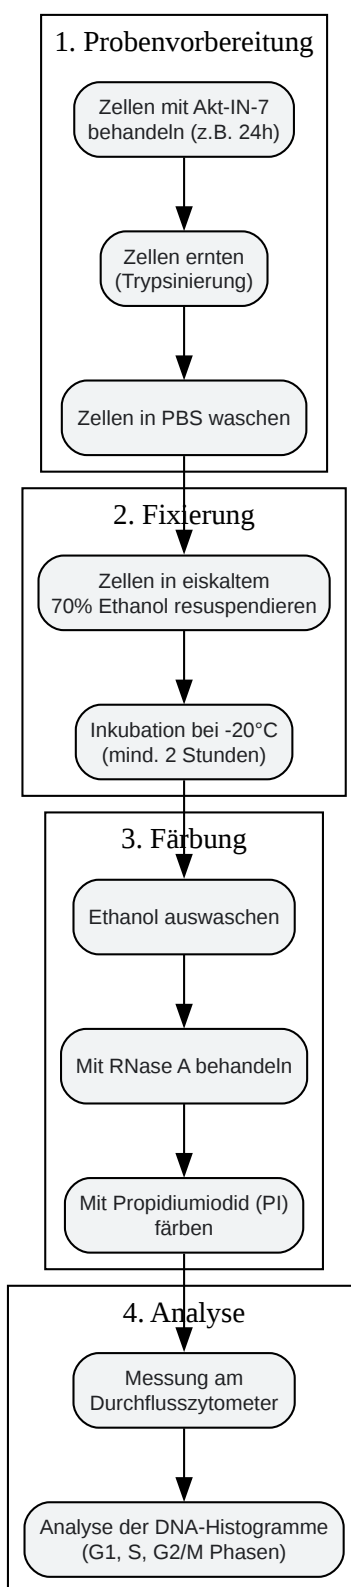 1. Probenvorbereitung
Zellen mit Akt-IN-7
behandeln (z.B. 24h)
Zellen ernten
(Trypsinierung)
Zellen in PBS waschen
2. Fixierung
Zellen in eiskaltem
70% Ethanol resuspendieren
Inkubation bei -20°C
(mind. 2 Stunden)
3. Färbung
Ethanol auswaschen
Mit RNase A behandeln
Mit Propidiumiodid (PI)
färben
4. Analyse
Messung am
Durchflusszytometer
Analyse der DNA-Histogramme
(G1, S, G2/M Phasen)